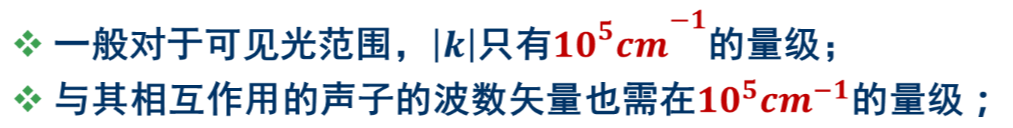 ❖ 一般对于可见光范围，|k|只有10⁵cm⁻¹的量级；
❖ 与其相互作用的声子的波数矢量也需在10⁵cm⁻¹的量级；